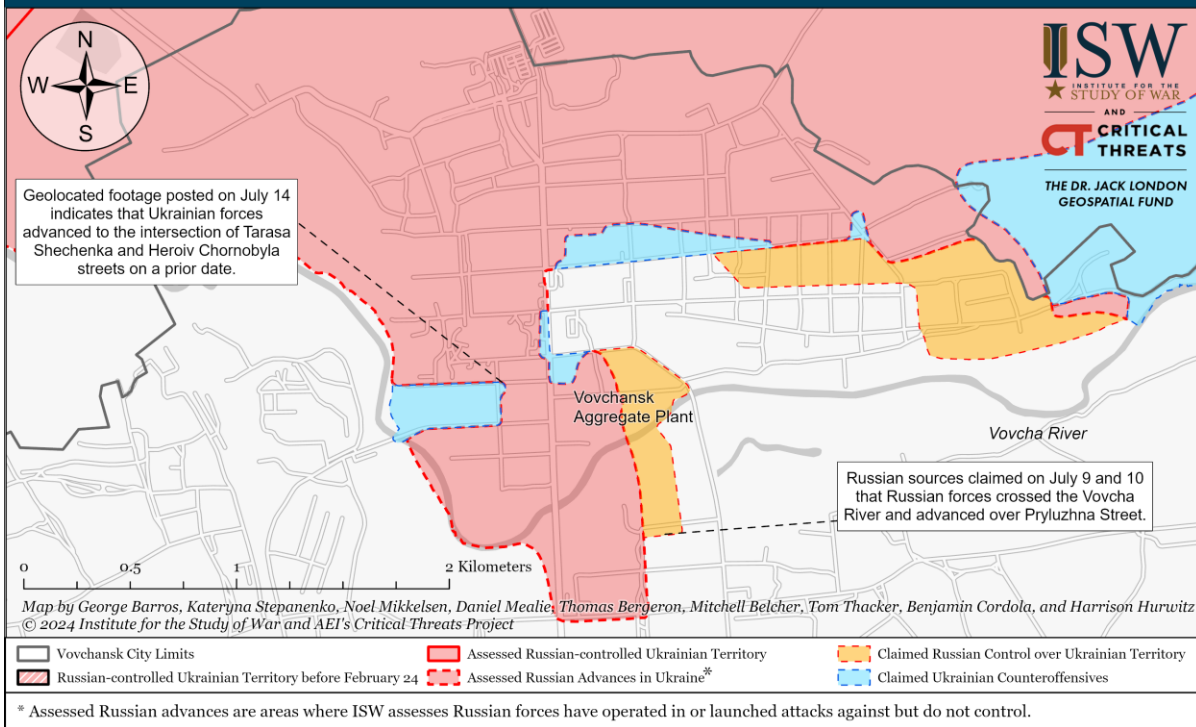 N
W E
S
ISW
INSTITUTE FOR THE
STUDY OF WAR
AND
CT CRITICAL
THREATS
THE DR. JACK LONDON
GEOSPATIAL FUND
Geolocated footage posted on July 14
indicates that Ukrainian forces
advanced to the intersection of Tarasa
Shechenka and Heroiv Chornobyla
streets on a prior date.
Vovchansk
Aggregate Plant
Vovcha River
Russian sources claimed on July 9 and 10
that Russian forces crossed the Vovcha
River and advanced over Pryluzhna Street.
0 0.5 1 2 Kilometers
Map by George Barros, Kateryna Stepanenko, Noel Mikkelsen, Daniel Mealie, Thomas Bergeron, Mitchell Belcher, Tom Thacker, Benjamin Cordola, and Harrison Hurwitz
© 2024 Institute for the Study of War and AEI's Critical Threats Project
Vovchansk City Limits
Assessed Russian-controlled Ukrainian Territory
Claimed Russian Control over Ukrainian Territory
Russian-controlled Ukrainian Territory before February 24
Assessed Russian Advances in Ukraine*
Claimed Ukrainian Counteroffensives
* Assessed Russian advances are areas where ISW assesses Russian forces have operated in or launched attacks against but do not control.